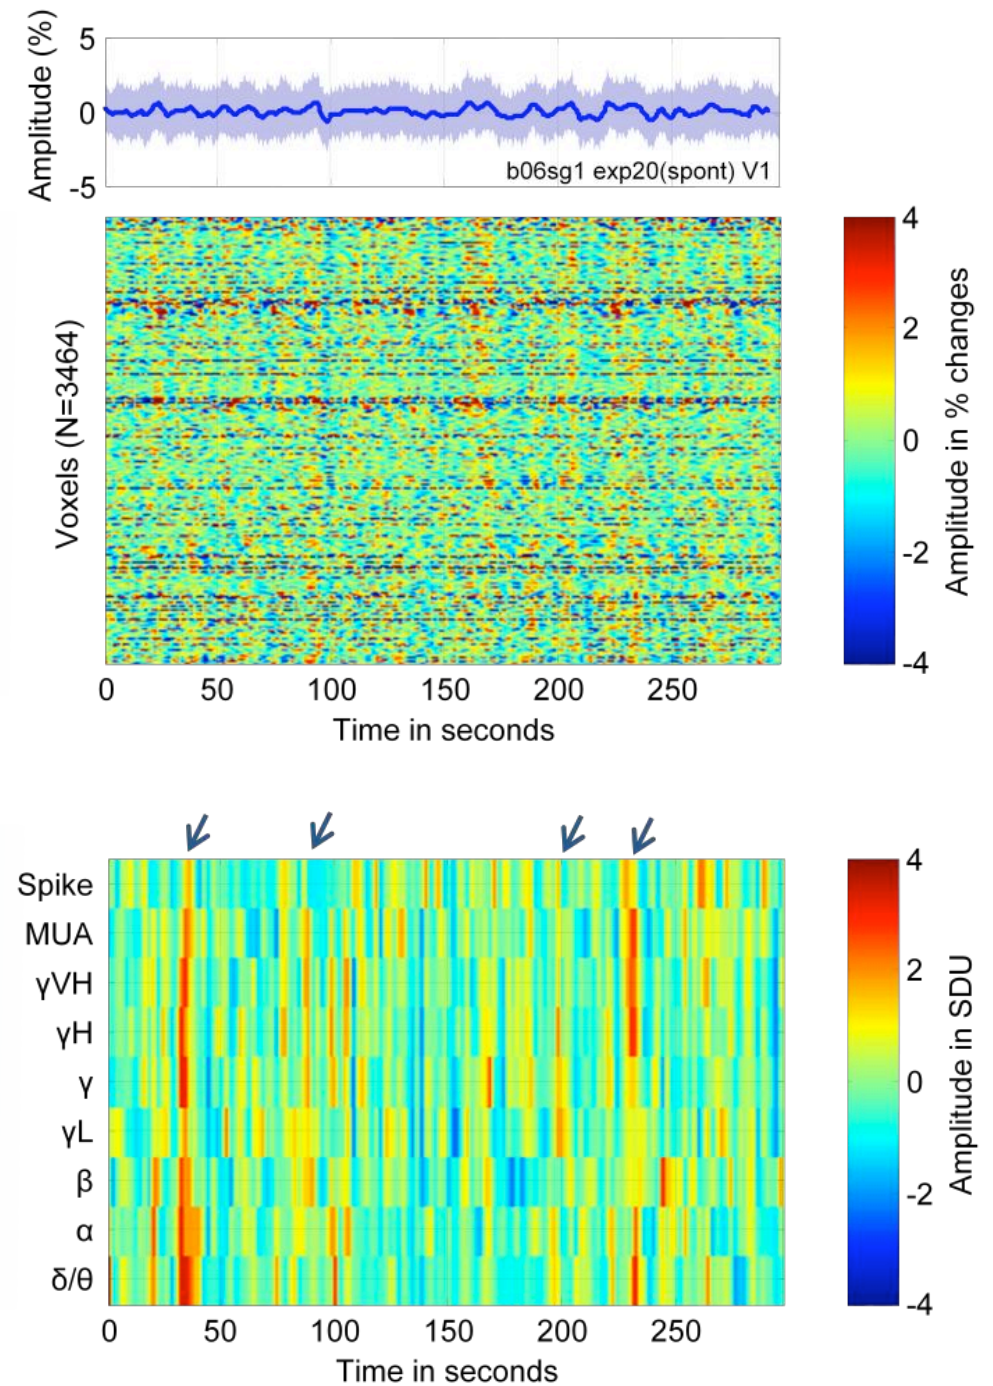 Amplitude (%)
5
0
-5
b06sg1 exp20(spont) V1
Voxels (N=3464)
0 50 100 150 200 250
Time in seconds
4
2
0
-2
-4
Amplitude in % changes
Spike
MUA
γVH
γH
γ
γL
β
α
δ/θ
0 50 100 150 200 250
Time in seconds
4
2
0
-2
-4
Amplitude in SDU